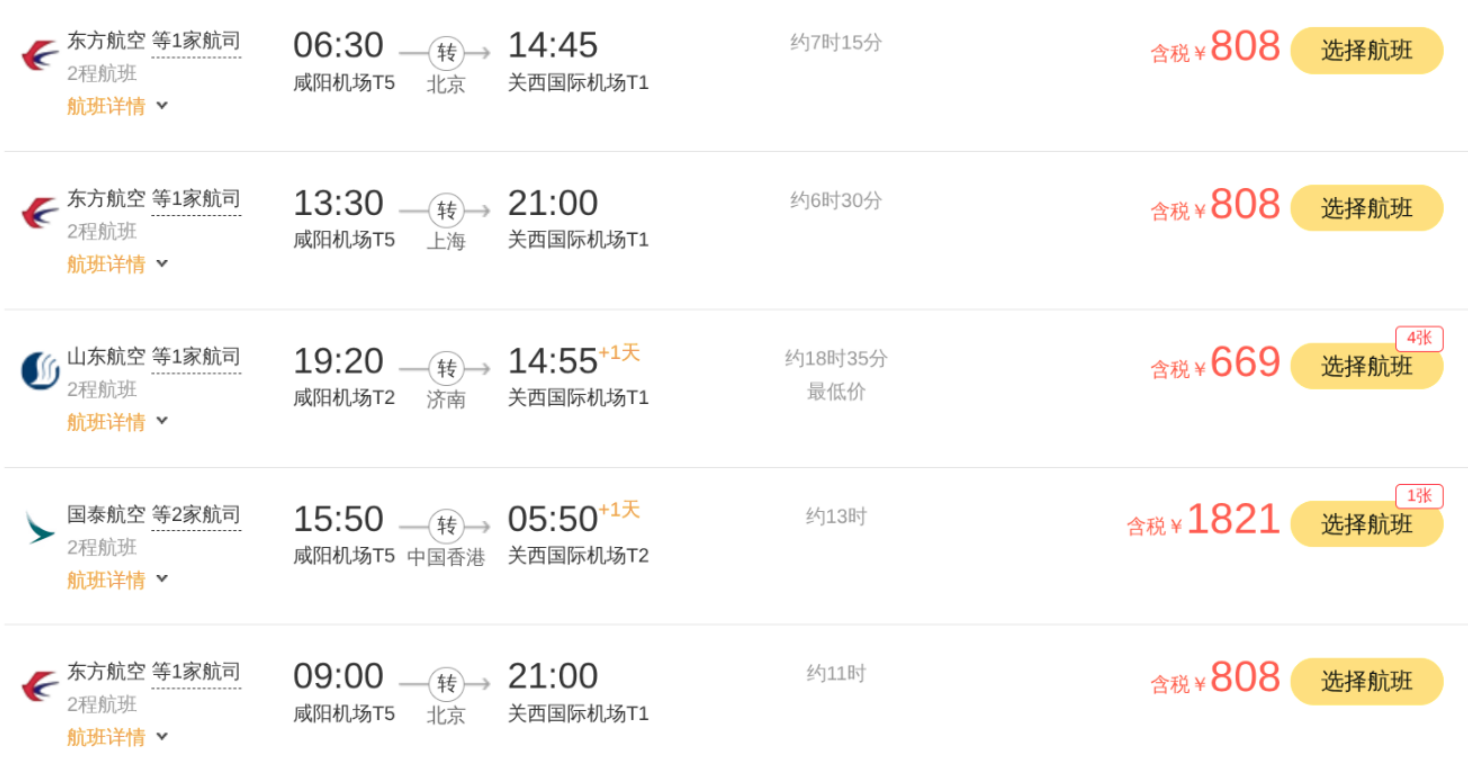 东方航空 等1家航司 06:30 转 14:45 约7时15分 含税¥808 选择航班
2程航班 咸阳机场T5 北京 关西国际机场T1
航班详情
东方航空 等1家航司 13:30 转 21:00 约6时30分 含税¥808 选择航班
2程航班 咸阳机场T5 上海 关西国际机场T1
航班详情
4张
山东航空 等1家航司 19:20 转 14:55+1天 约18时35分 含税¥669 选择航班
2程航班 咸阳机场T2 济南 关西国际机场T1 最低价
航班详情
1张
国泰航空 等2家航司 15:50 转 05:50+1天 约13时 含税¥1821 选择航班
2程航班 咸阳机场T5 中国香港 关西国际机场T2
航班详情
东方航空 等1家航司 09:00 转 21:00 约11时 含税¥808 选择航班
2程航班 咸阳机场T5 北京 关西国际机场T1
航班详情